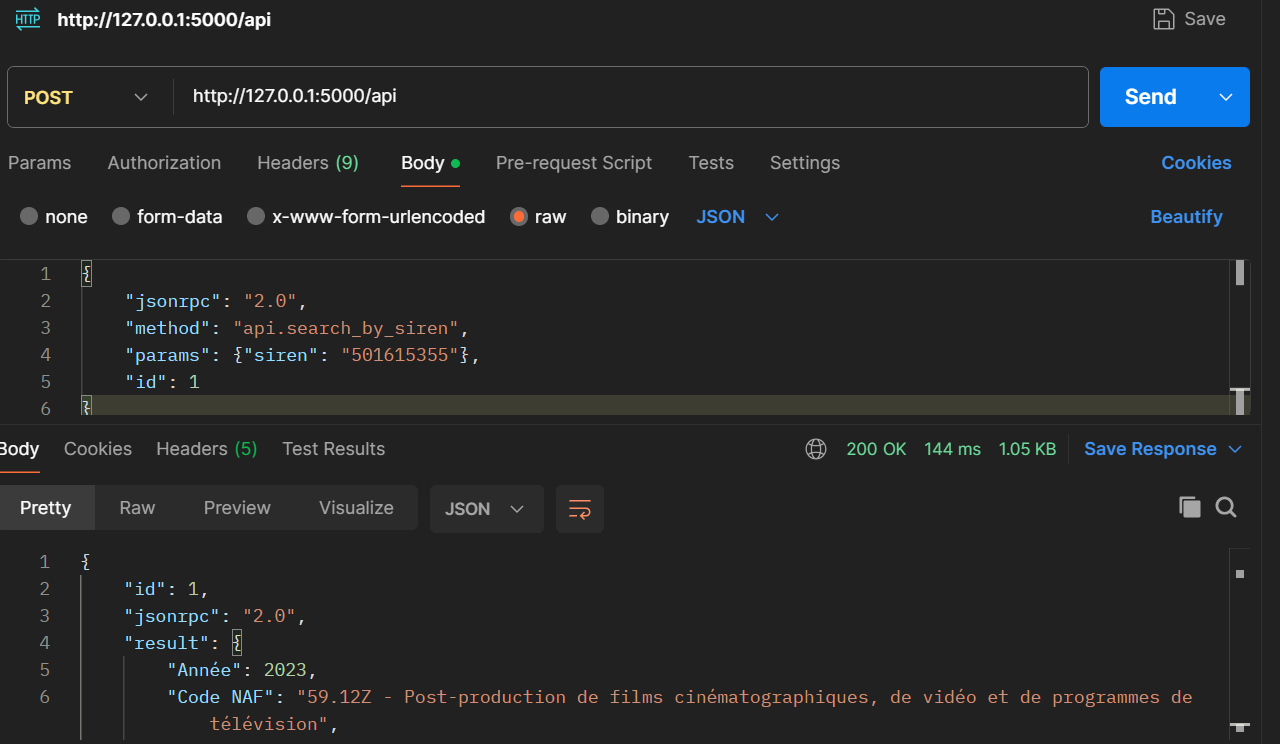 HTTP http://127.0.0.1:5000/api Save
POST http://127.0.0.1:5000/api Send
Params Authorization Headers (9) Body Pre-request Script Tests Settings Cookies
none form-data x-www-form-urlencoded raw binary JSON Beautify
1 {
2 "jsonrpc": "2.0",
3 "method": "api.search_by_siren",
4 "params": {"siren": "501615355"},
5 "id": 1
6 }
Body Cookies Headers (5) Test Results 200 OK 144 ms 1.05 KB Save Response
Pretty Raw Preview Visualize JSON
1 {
2 "id": 1,
3 "jsonrpc": "2.0",
4 "result": {
5 "Année": 2023,
6 "Code NAF": "59.12Z - Post-production de films cinématographiques, de vidéo et de programmes de
télévision",